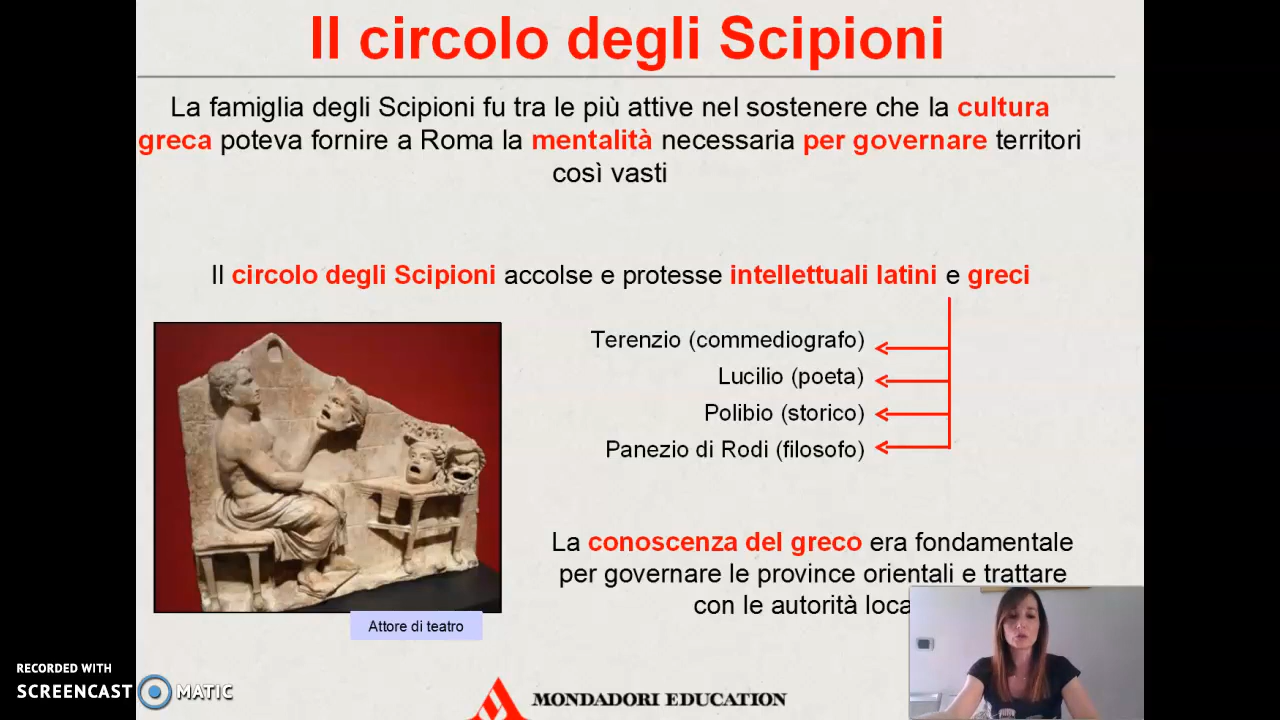 Il circolo degli Scipioni
La famiglia degli Scipioni fu tra le più attive nel sostenere che la cultura
greca poteva fornire a Roma la mentalità necessaria per governare territori
così vasti
Il circolo degli Scipioni accolse e protesse intellettuali latini e greci
Terenzio (commediografo)
Lucilio (poeta)
Polibio (storico)
Panezio di Rodi (filosofo)
La conoscenza del greco era fondamentale
per governare le province orientali e trattare
con le autorità loca
Attore di teatro
RECORDED WITH
SCREENCAST MATIC
MONDADORI EDUCATION